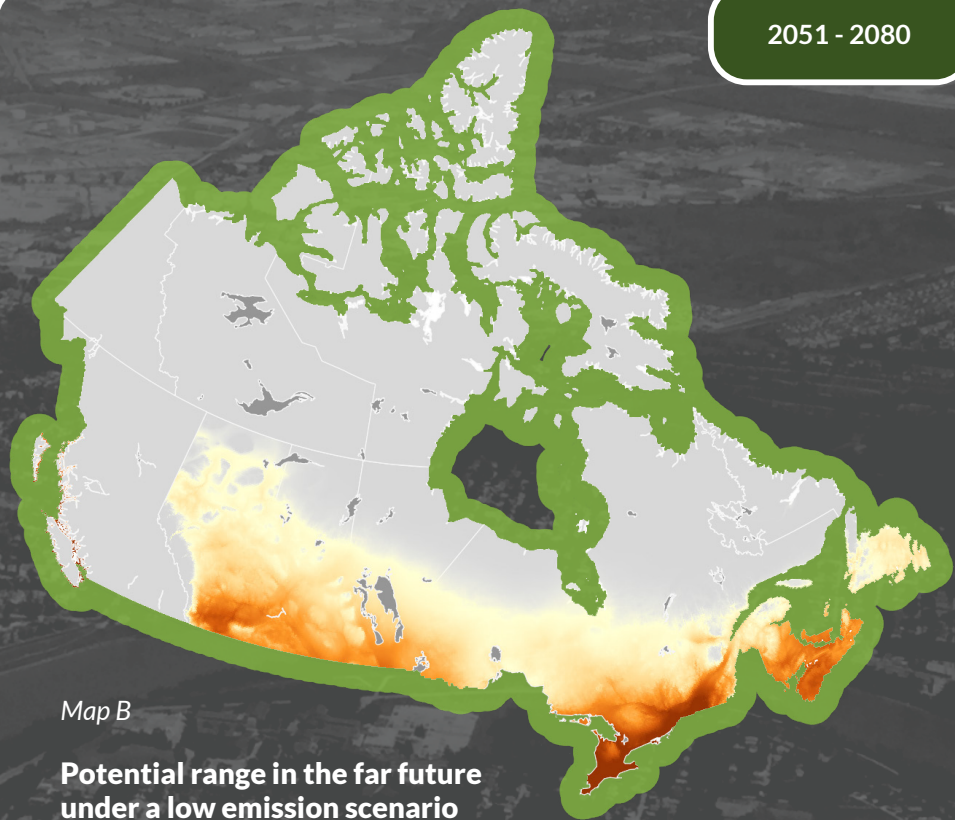 2051 - 2080
Map B
Potential range in the far future
under a low emission scenario